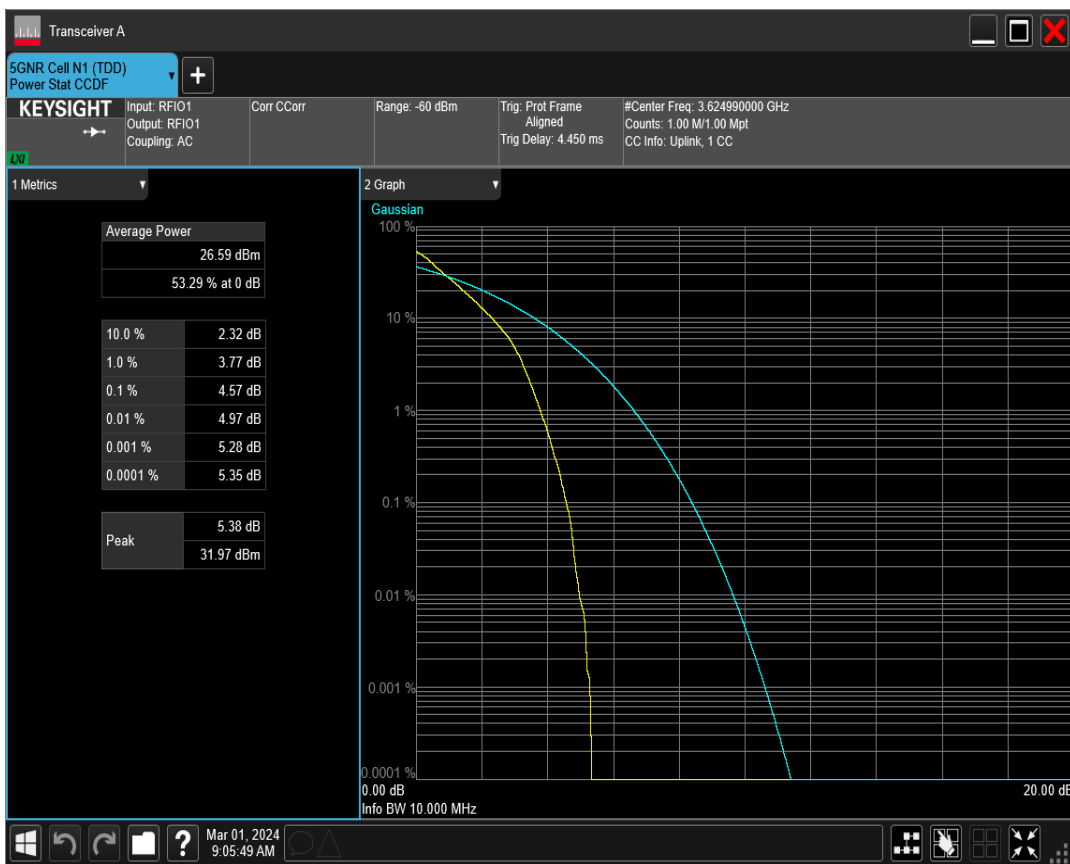 Transceiver A
5GNR Cell N1 (TDD)
Power Stat CCDF
+
KEYSIGHT
LXI
Input: RFIO1
Output: RFIO1
Coupling: AC
Corr CCorr
Range: -60 dBm
Trig: Prot Frame
Aligned
Trig Delay: 4.450 ms
#Center Freq: 3.624990000 GHz
Counts: 1.00 M/1.00 Mpt
CC Info: Uplink, 1 CC
1 Metrics
Average Power
26.59 dBm
53.29 % at 0 dB
10.0 % 2.32 dB
1.0 % 3.77 dB
0.1 % 4.57 dB
0.01 % 4.97 dB
0.001 % 5.28 dB
0.0001 % 5.35 dB
Peak
5.38 dB
31.97 dBm
2 Graph
Gaussian
100 %
10 %
1 %
0.1 %
0.01 %
0.001 %
0.0001 %
0.00 dB 20.00 dB
Info BW 10.000 MHz
?
Mar 01, 2024
9:05:49 AM